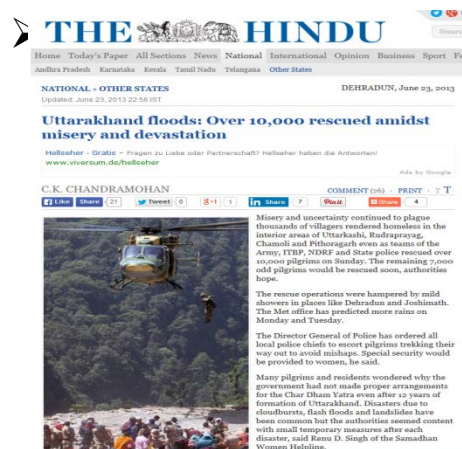 THE HINDU
Home Today's Paper All Sections News National International Opinion Business Sport
Andhra Pradesh Karnataka Kerala Tamil Nadu Telangana Other States
NATIONAL » OTHER STATES
DEHRADUN, June 23, 2013
Updated: June 23, 2013 22:56 IST
Uttarakhand floods: Over 10,000 rescued amidst
misery and devastation
Hellseher - Gratis - Fragen zu Liebe oder Partnerschaft? Hellseher haben die Antworten!
www.viversum.de/hellseher
Ads by Google
C.K. CHANDRAMOHAN
COMMENT (26) · PRINT · T T
Like Share 21 Tweet 0 g+1 1 in Share 7 Pin it Share 4
Misery and uncertainty continued to plague
thousands of villagers rendered homeless in the
interior areas of Uttarkashi, Rudraprayag,
Chamoli and Pithoragarh even as teams of the
Army, ITBP, NDRF and State police rescued over
10,000 pilgrims on Sunday. The remaining 7,000
odd pilgrims would be rescued soon, authorities
hope.
The rescue operations were hampered by mild
showers in places like Dehradun and Joshimath.
The Met office has predicted more rains on
Monday and Tuesday.
The Director General of Police has ordered all
local police chiefs to escort pilgrims trekking their
way out to avoid mishaps. Special security would
be provided to women, he said.
Many pilgrims and residents wondered why the
government had not made proper arrangements
for the Char Dham Yatra even after 12 years of
formation of Uttarakhand. Disasters due to
cloudbursts, flash floods and landslides have
been common but the authorities seemed content
with small temporary measures after each
disaster, said Renu D. Singh of the Samadhan
Women Helpline.